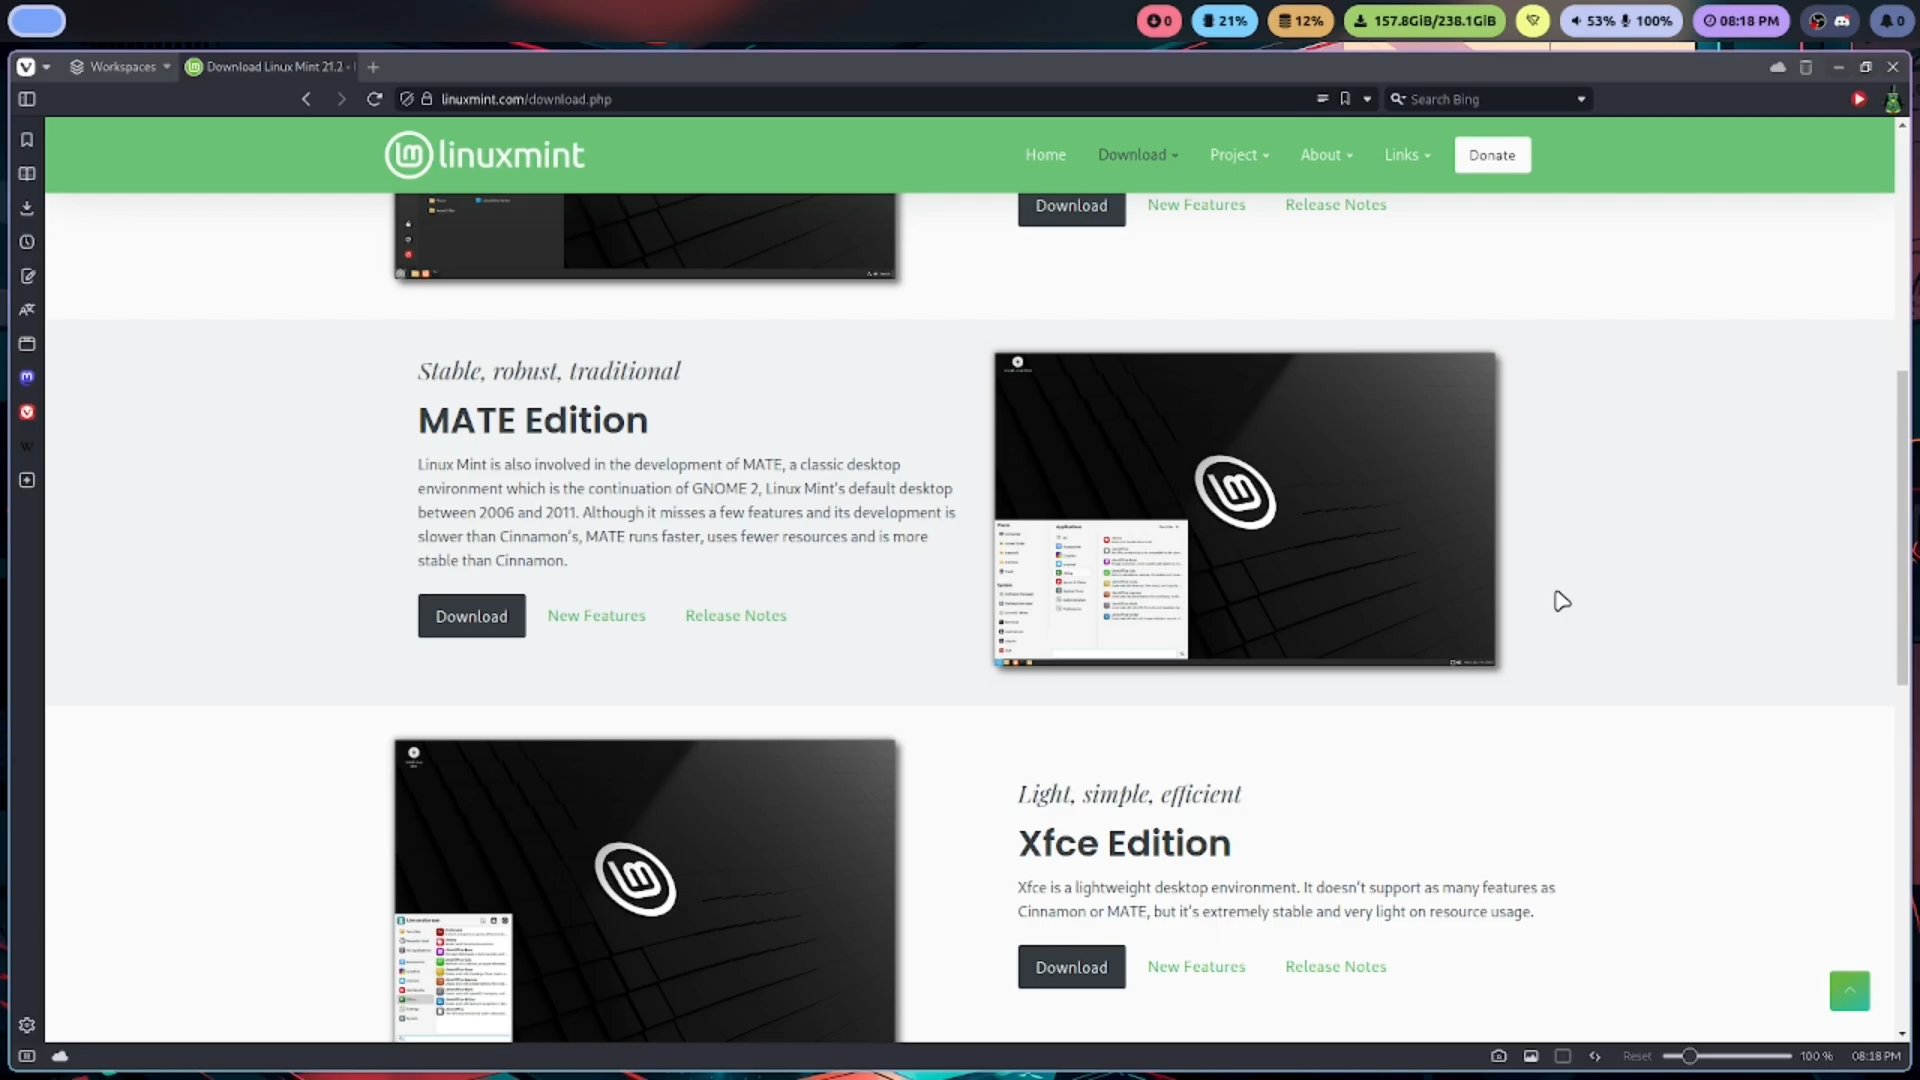 0
21%
12%
157.8GiB/238.1GiB
53%
100%
08:18 PM
0
Workspaces
Download Linux Mint 21.2 -
linuxmint.com/download.php
Search Bing
linuxmint
Home
Download
Project
About
Links
Donate
Download
New Features
Release Notes
Stable, robust, traditional
MATE Edition
Linux Mint is also involved in the development of MATE, a classic desktop
environment which is the continuation of GNOME 2, Linux Mint's default desktop
between 2006 and 2011. Although it misses a few features and its development is
slower than Cinnamon's, MATE runs faster, uses fewer resources and is more
stable than Cinnamon.
Download
New Features
Release Notes
Applications
Light, simple, efficient
Xfce Edition
Xfce is a lightweight desktop environment. It doesn't support as many features as
Cinnamon or MATE, but it's extremely stable and very light on resource usage.
Download
New Features
Release Notes
Reset
100 %
08:18 PM